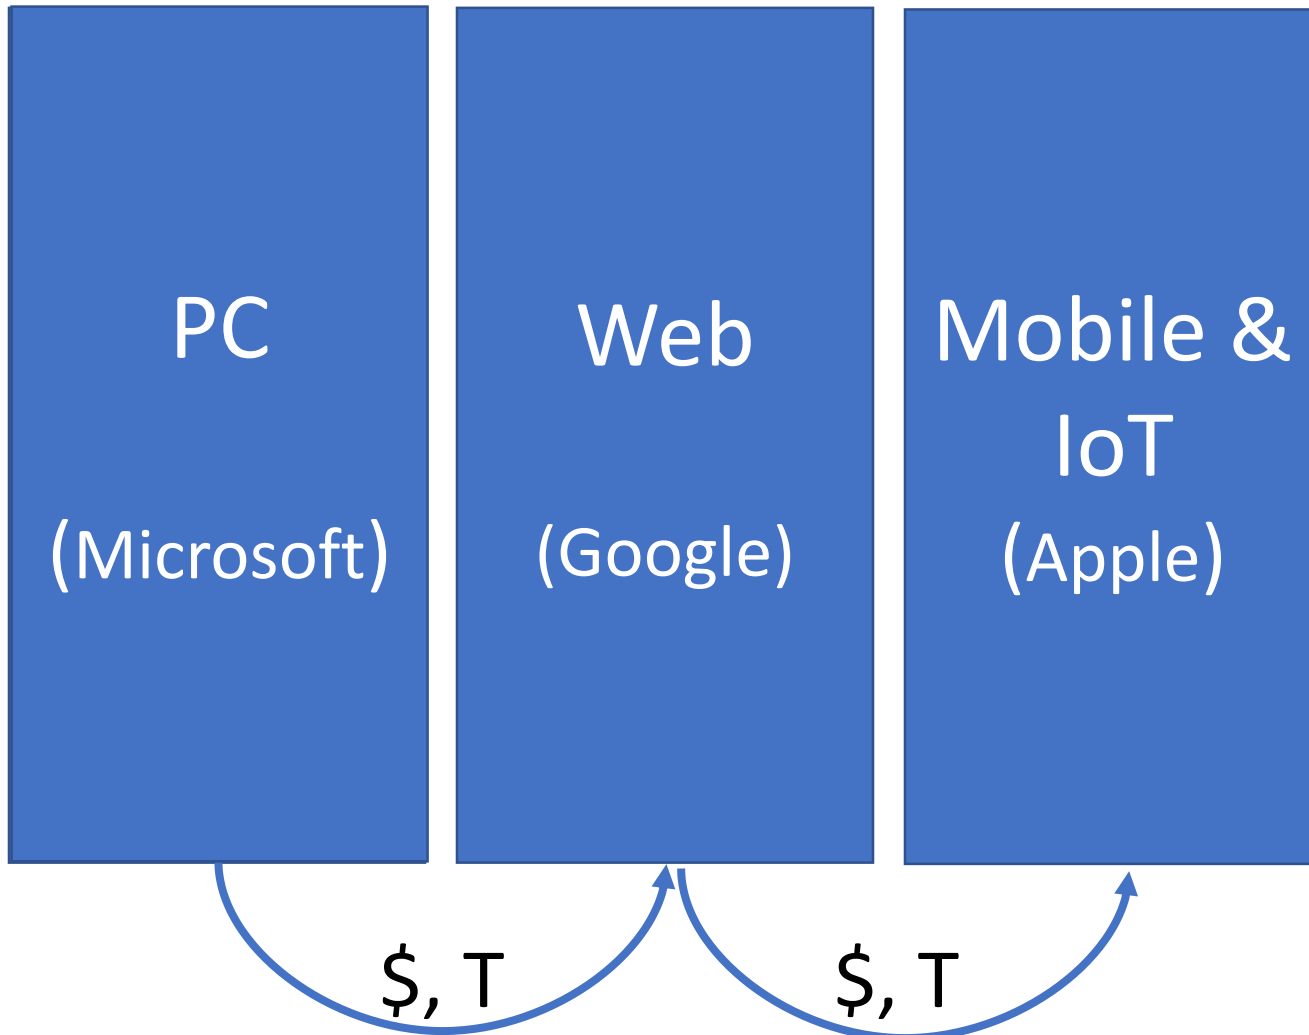 PC
(Microsoft)
Web
(Google)
Mobile &
IoT
(Apple)
$, T
$, T